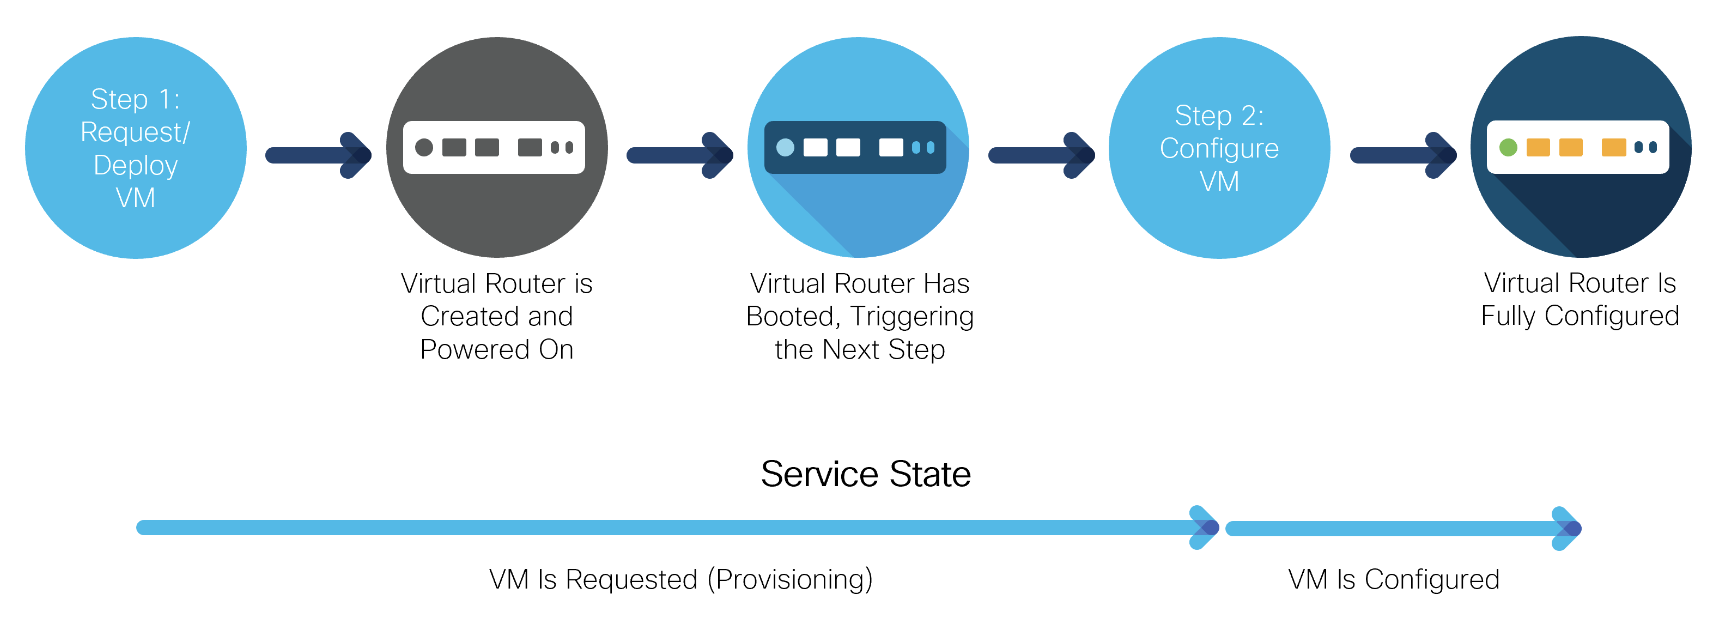 Step 1:
Request/
Deploy
VM
Virtual Router is
Created and
Powered On
Virtual Router Has
Booted, Triggering
the Next Step
Step 2:
Configure
VM
Virtual Router Is
Fully Configured
Service State
VM Is Requested (Provisioning)
VM Is Configured